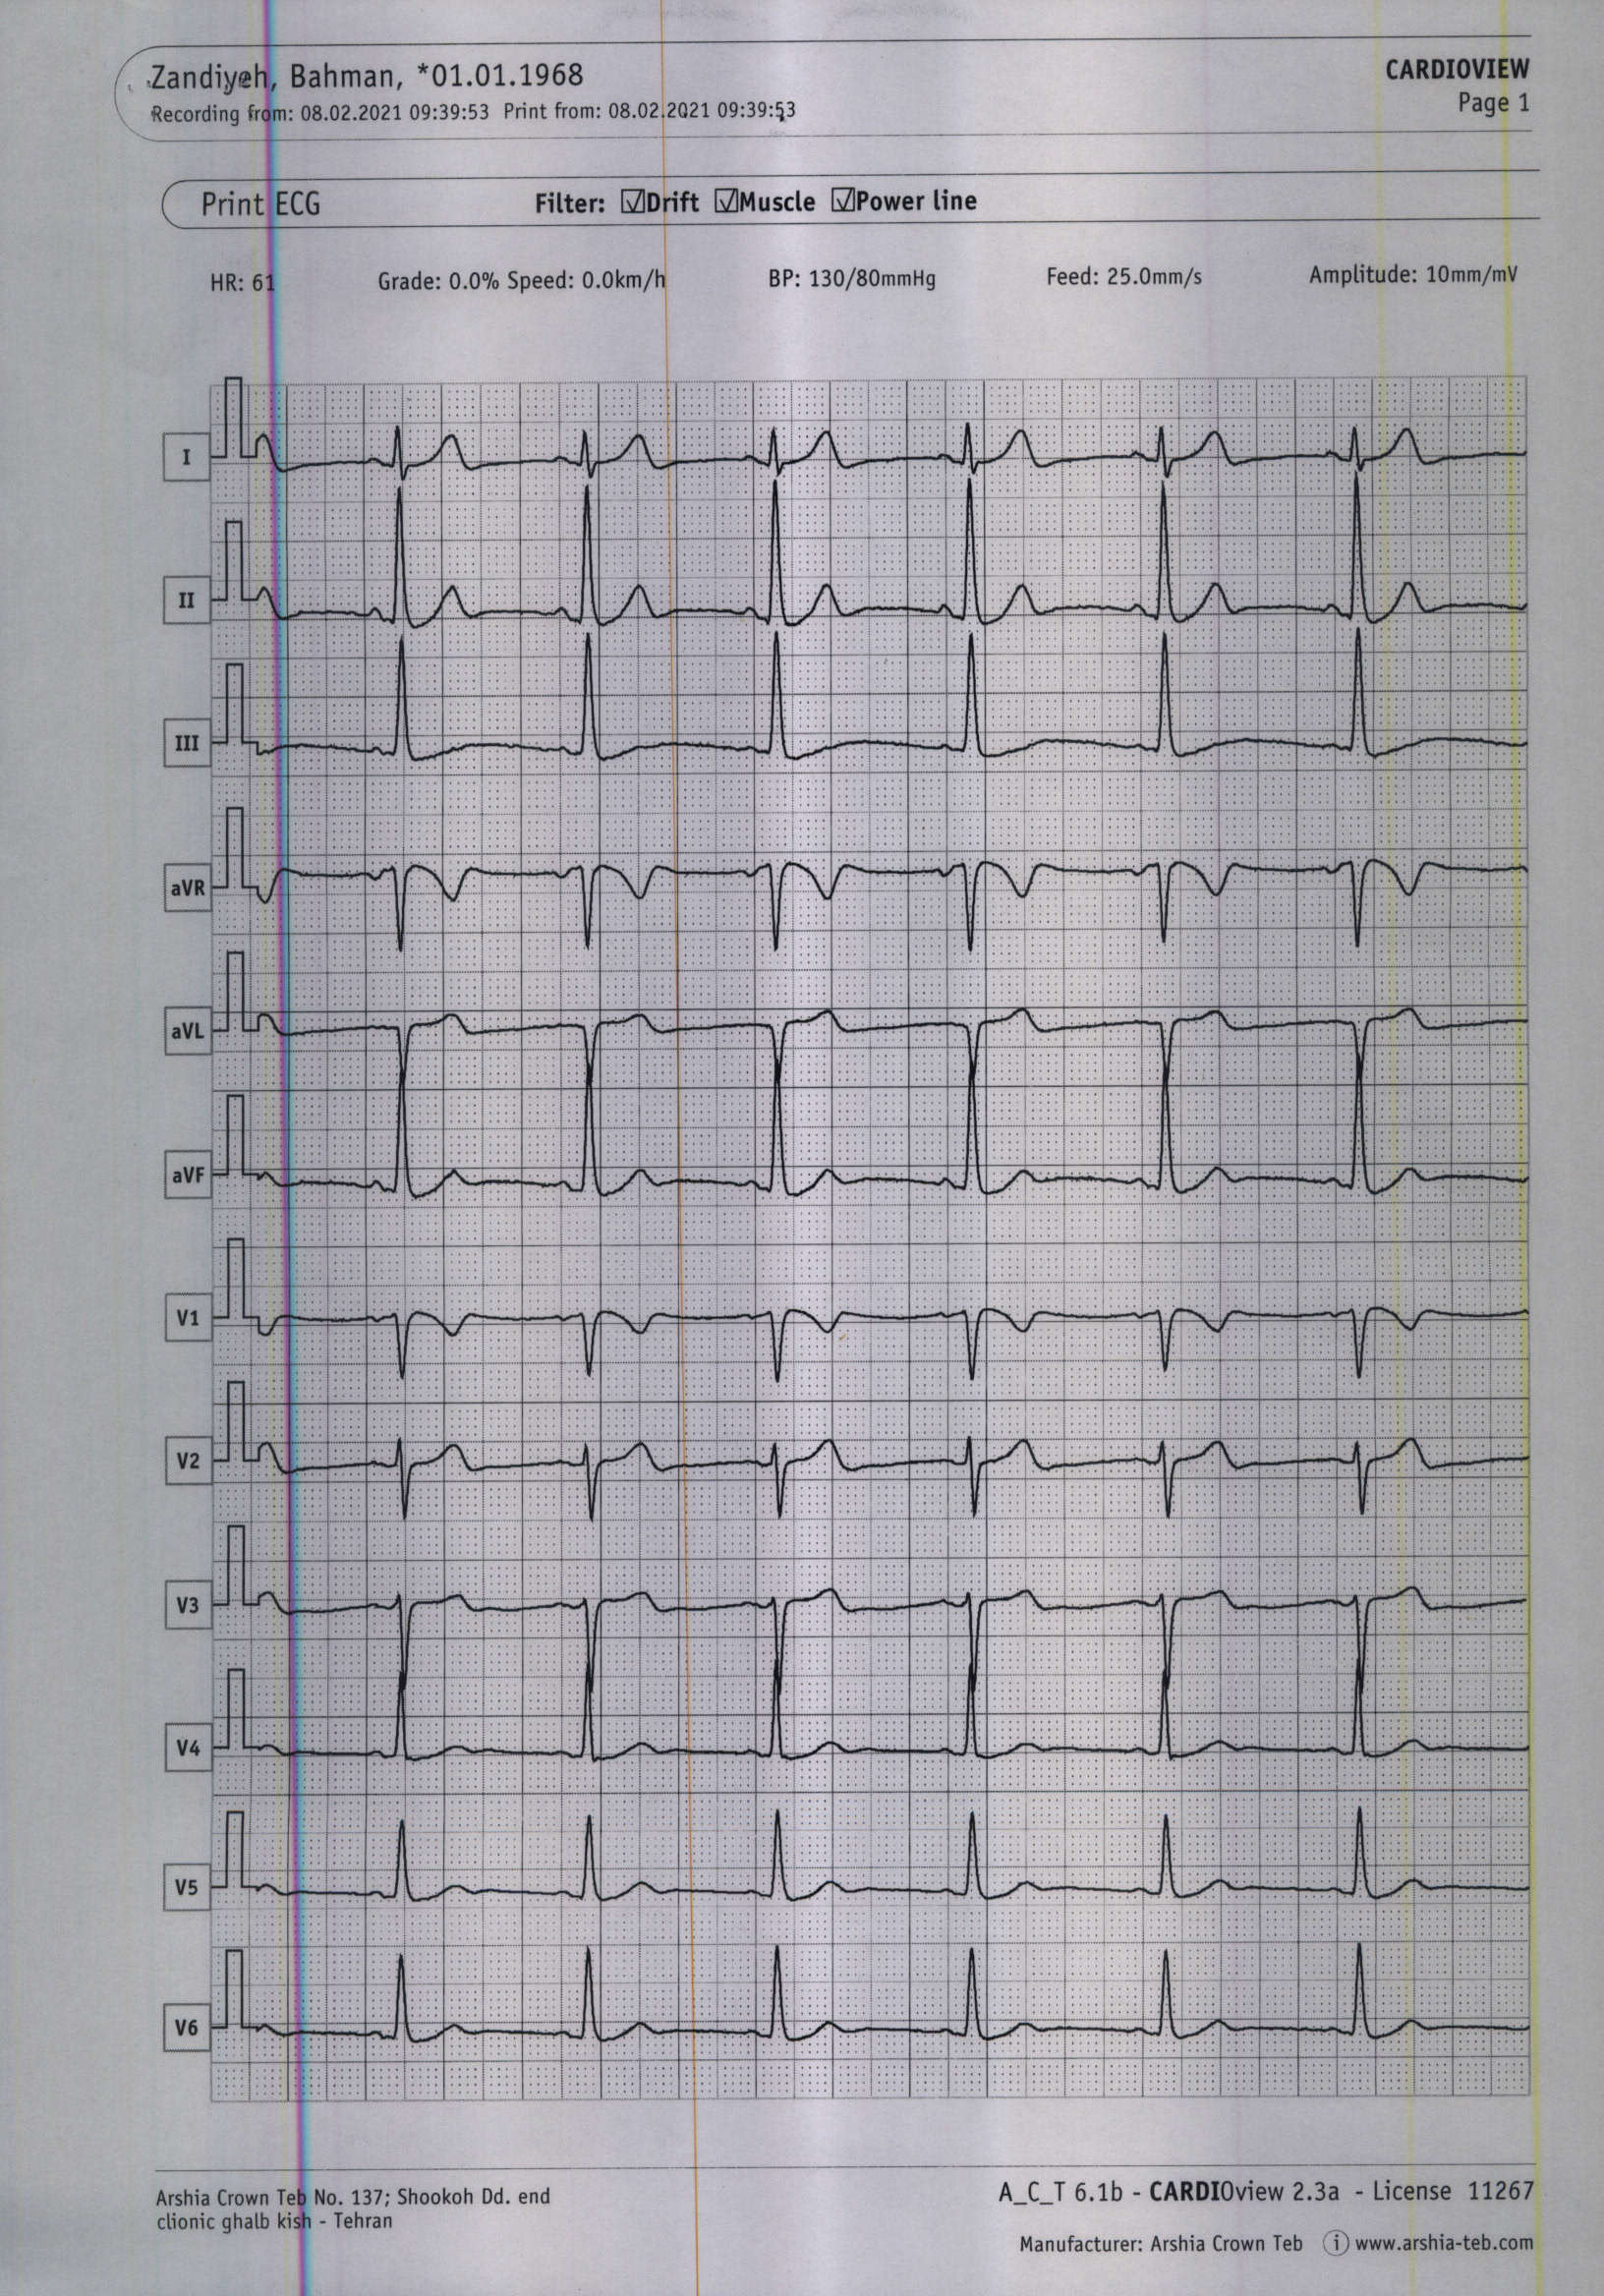 Zandiyeh, Bahman, *01.01.1968
Recording from: 08.02.2021 09:39:53 Print from: 08.02.2021 09:39:53
CARDIOVIEW
Page 1
Print ECG
Filter: ☑Drift ☑Muscle ☑Power line
HR: 61 Grade: 0.0% Speed: 0.0km/h BP: 130/80mmHg Feed: 25.0mm/s Amplitude: 10mm/mV
I
II
III
aVR
aVL
aVF
V1
V2
V3
V4
V5
V6
Arshia Crown Teb No. 137; Shookoh Dd. end
clionic ghalb kish - Tehran
A_C_T 6.1b - CARDIOview 2.3a - License 11267
Manufacturer: Arshia Crown Teb i www.arshia-teb.com